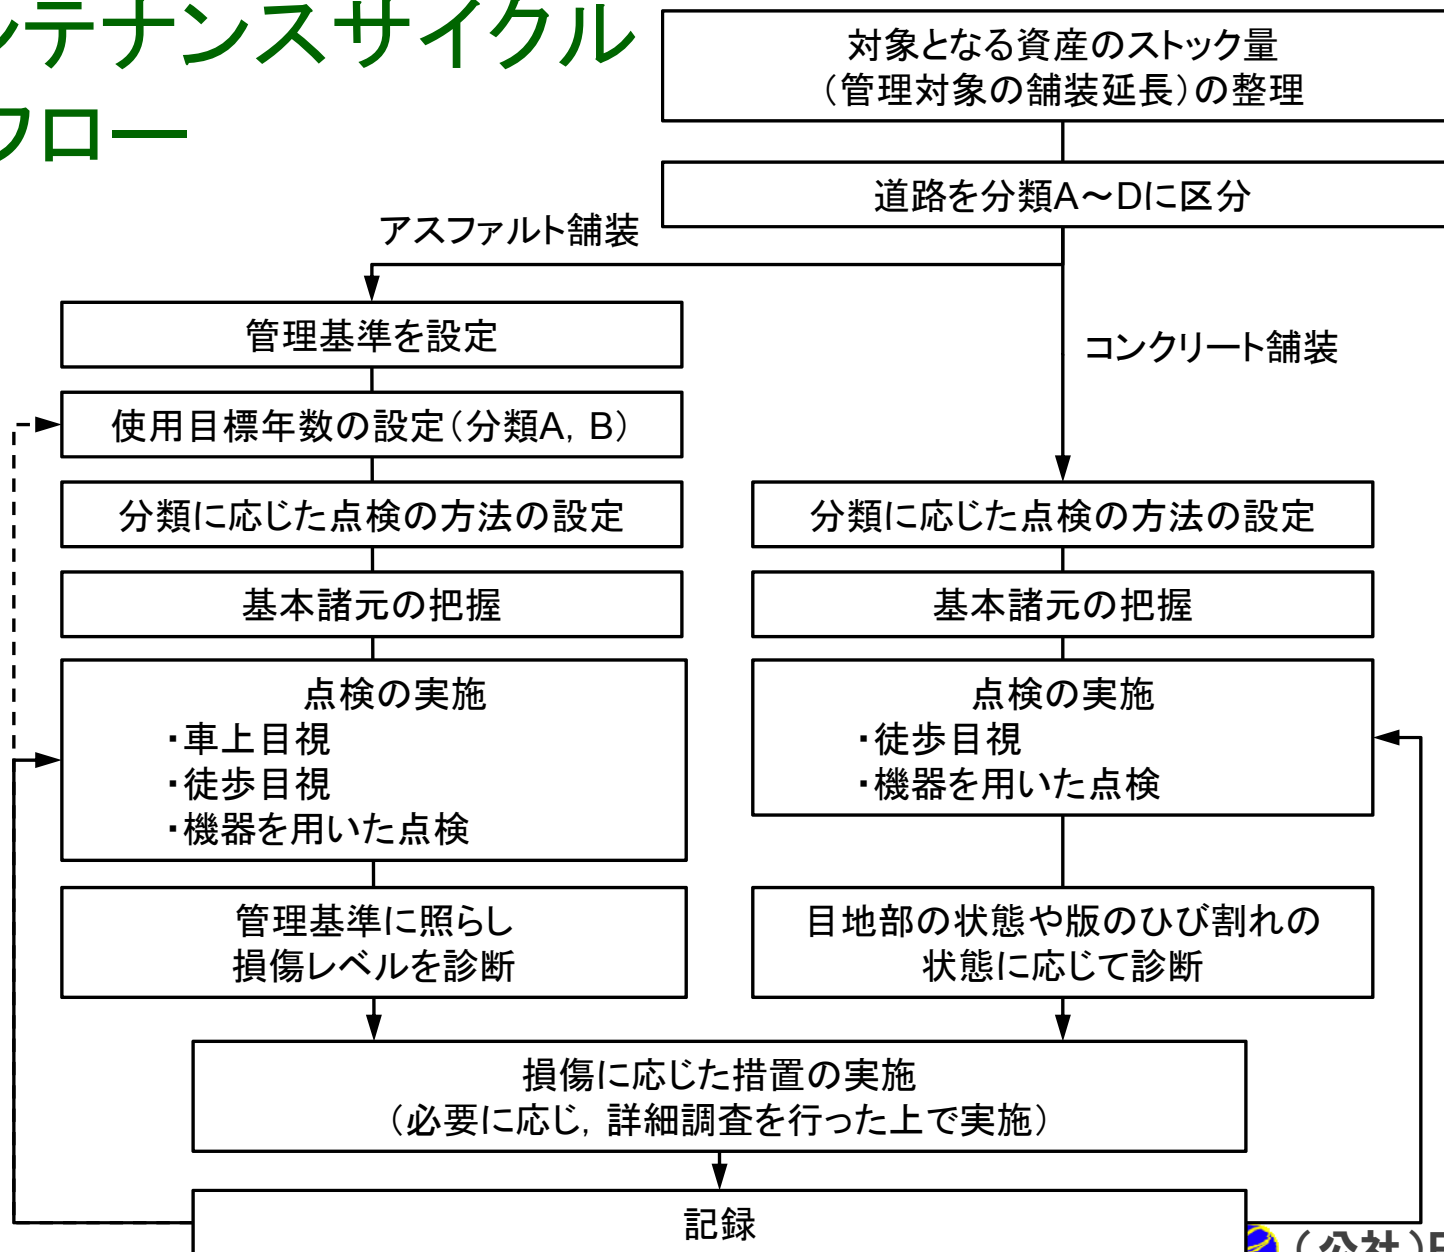 ンテナンスサイクル
フロー
対象となる資産のストック量
（管理対象の舗装延長）の整理
道路を分類A～Dに区分
アスファルト舗装
コンクリート舗装
管理基準を設定
使用目標年数の設定（分類A，B）
分類に応じた点検の方法の設定
基本諸元の把握
点検の実施
・車上目視
・徒歩目視
・機器を用いた点検
管理基準に照らし
損傷レベルを診断
分類に応じた点検の方法の設定
基本諸元の把握
点検の実施
・徒歩目視
・機器を用いた点検
目地部の状態や版のひび割れの
状態に応じて診断
損傷に応じた措置の実施
（必要に応じ，詳細調査を行った上で実施）
記録
（公社）